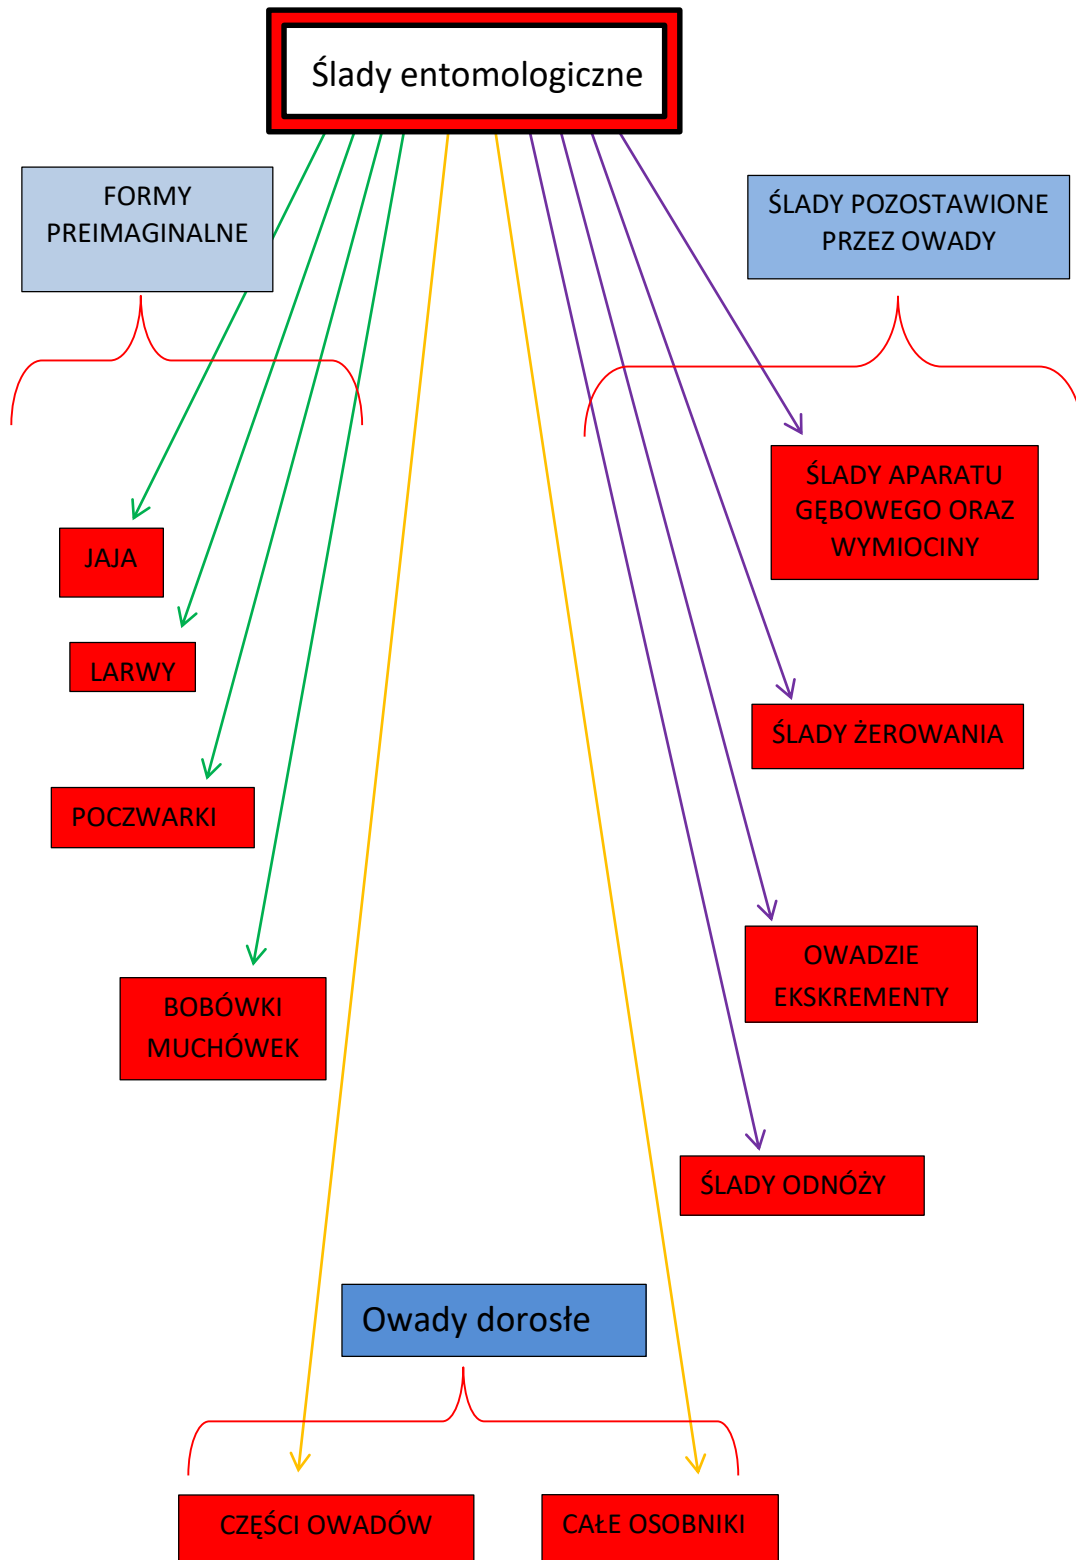 Ślady entomologiczne
FORMY
PREIMAGINALNE
ŚLADY POZOSTAWIONE
PRZEZ OWADY
ŚLADY APARATU
GĘBOWEGO ORAZ
WYMIOCINY
JAJA
LARWY
ŚLADY ŻEROWANIA
POCZWARKI
OWADZIE
EKSKREMENTY
BOBÓWKI
MUCHÓWEK
ŚLADY ODNÓŻY
Owady dorosłe
CZĘŚCI OWADÓW
CAŁE OSOBNIKI